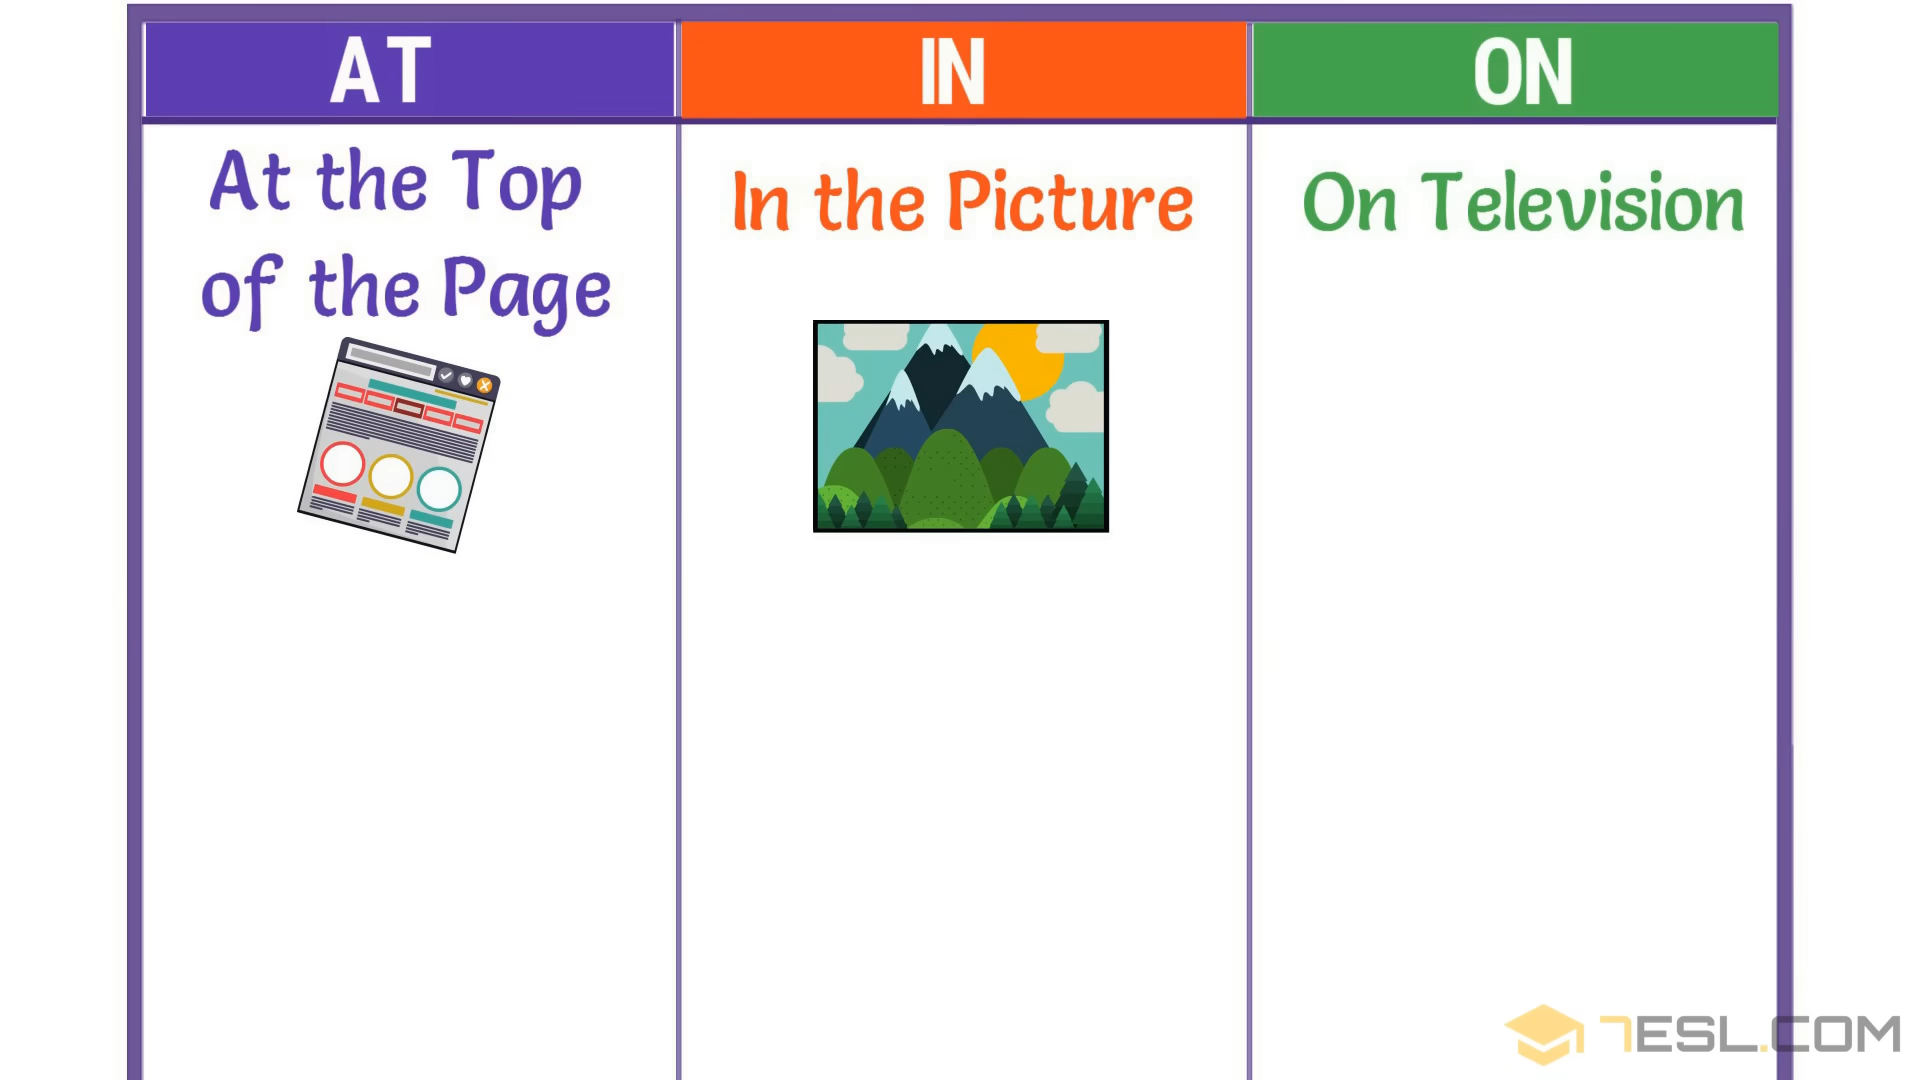 AT
IN
ON
At the Top
of the Page
In the Picture
On Television
7ESL.COM